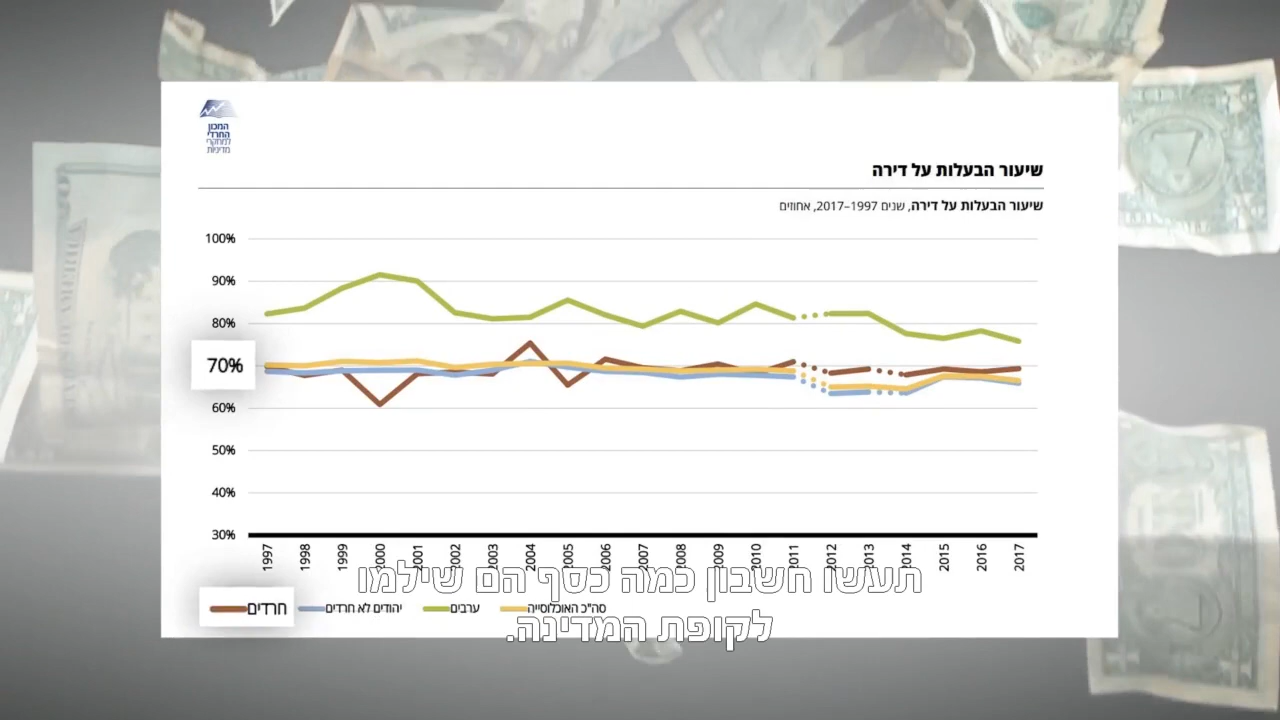 המכון
החרדי
למחקרי
מדיניות
שיעור הבעלות על דירה
שיעור הבעלות על דירה, שנים 1997–2017, אחוזים
100%
90%
80%
70%
60%
50%
40%
30%
1997 1998 1999 2000 2001 2002 2003 2004 2005 2006 2007 2008 2009 2010 2011 2012 2013 2014 2015 2016 2017
חרדים יהודים לא חרדים ערבים סה"כ האוכלוסייה
תעשו חשבון כמה כסף הם שילמו
לקופת המדינה.